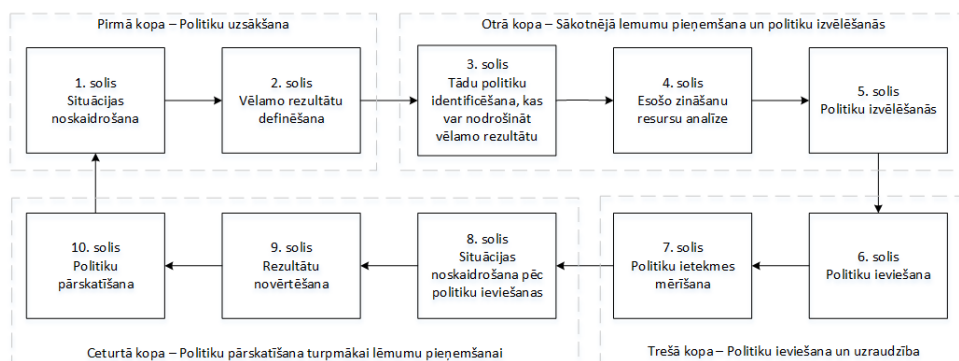 Pirmā kopa – Politiku uzsākšana
Otrā kopa – Sākotnējā lemumu pieņemšana un politiku izvēlēšanās
1. solis
Situācijas
noskaidrošana
2. solis
Vēlamo rezultātu
definēšana
3. solis
Tādu politiku
identificēšana, kas
var nodrošināt
vēlamo rezultātu
4. solis
Esošo zināšanu
resursu analīze
5. solis
Politiku izvēlēšanās
10. solis
Politiku
pārskatīšana
9. solis
Rezultātu
novērtēšana
8. solis
Situācijas
noskaidrošana pēc
politiku ieviešanas
7. solis
Politiku ietekmes
mērīšana
6. solis
Politiku ieviešana
Ceturtā kopa – Politiku pārskatīšana turpmākai lēmumu pieņemšanai
Trešā kopa – Politiku ieviešana un uzraudzība